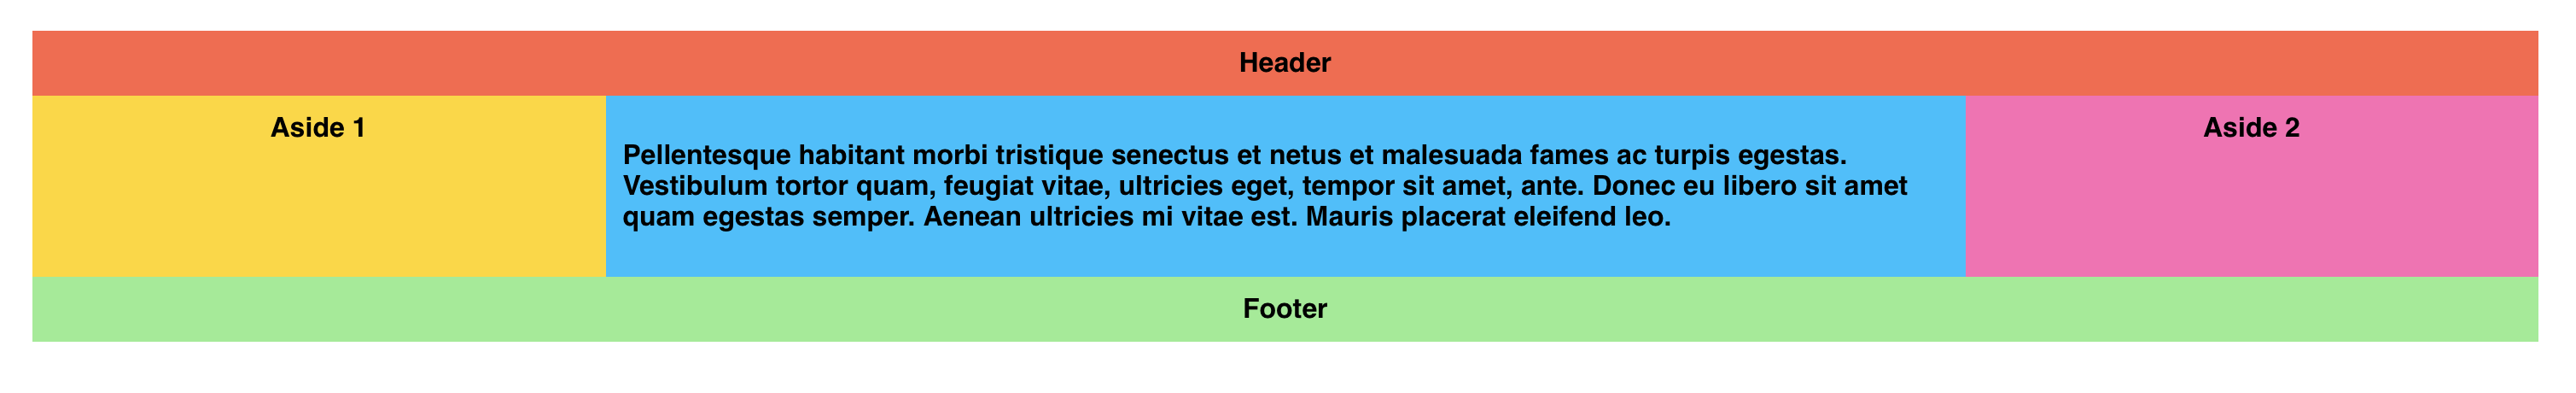 Header
Aside 1
Pellentesque habitant morbi tristique senectus et netus et malesuada fames ac turpis egestas.
Vestibulum tortor quam, feugiat vitae, ultricies eget, tempor sit amet, ante. Donec eu libero sit amet
quam egestas semper. Aenean ultricies mi vitae est. Mauris placerat eleifend leo.
Aside 2
Footer